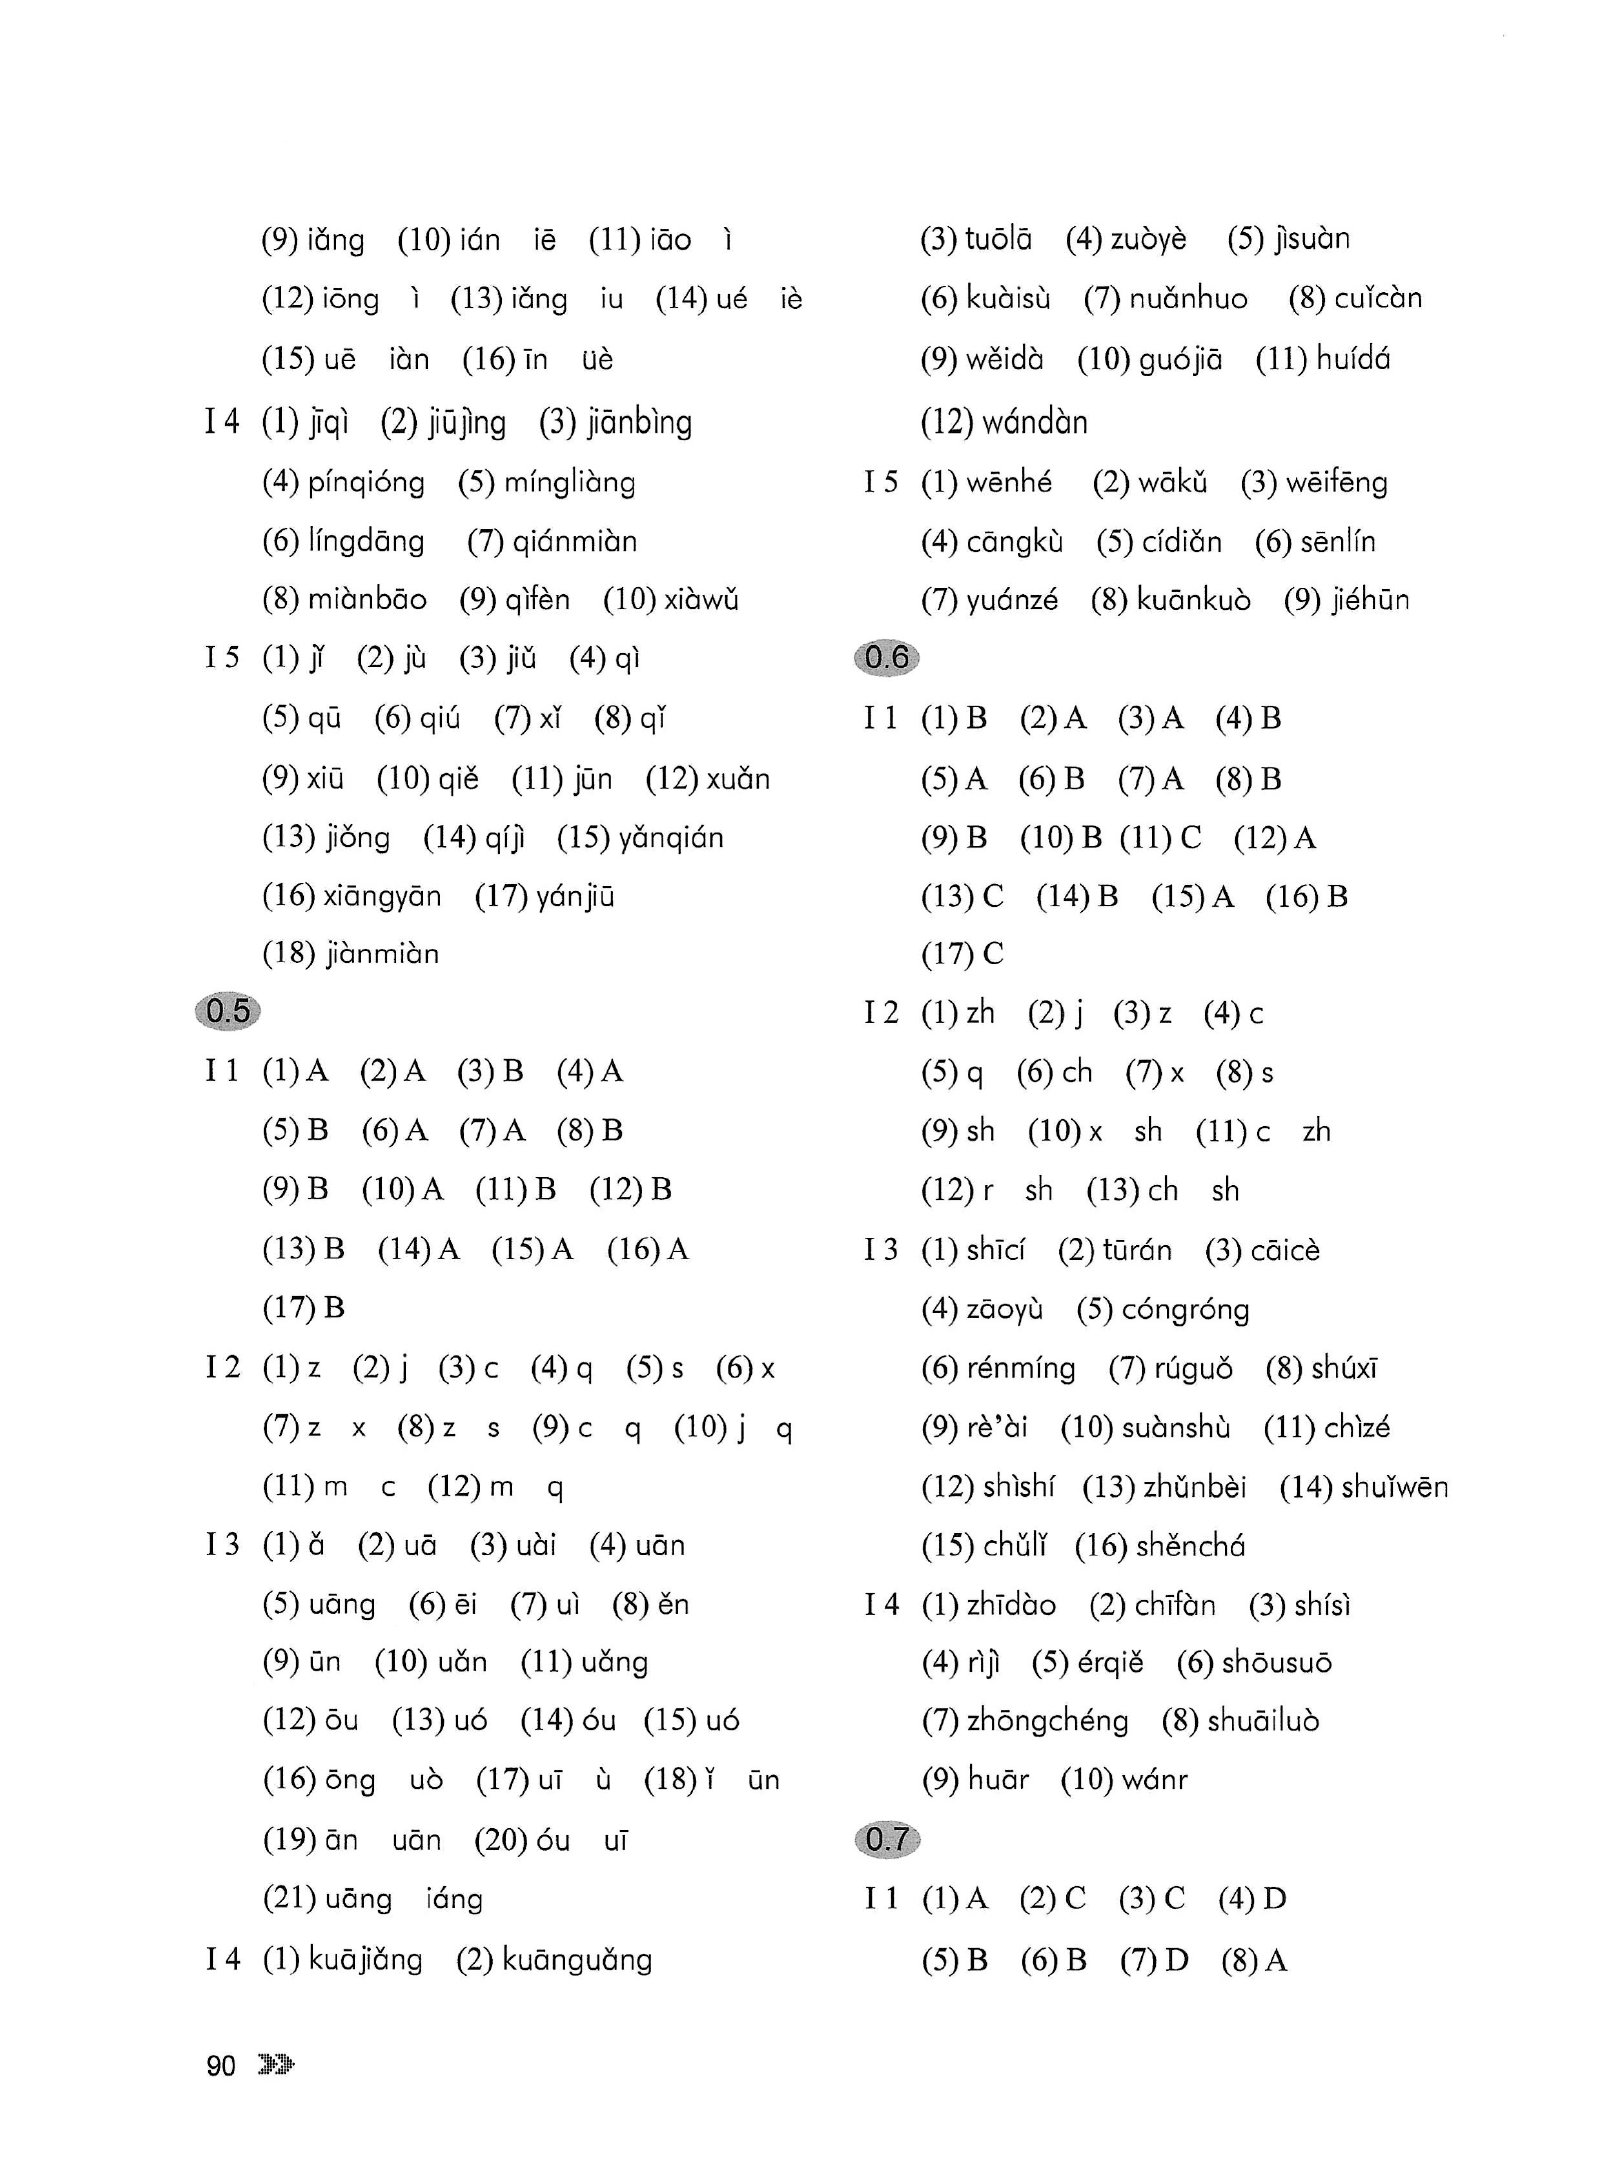 (9) iǎng (10) ián iē (11) iāo ì
(12) iōng ì (13) iǎng iu (14) ué iè
(15) uē iàn (16) īn üè
I 4 (1) jīqì (2) jiūjìng (3) jiānbìng
(4) pínqióng (5) míngliàng
(6) língdāng (7) qiánmiàn
(8) miànbāo (9) qìfèn (10) xiàwǔ
I 5 (1) jǐ (2) jù (3) jiǔ (4) qì
(5) qū (6) qiú (7) xǐ (8) qǐ
(9) xiū (10) qiě (11) jūn (12) xuǎn
(13) jiǒng (14) qíjì (15) yǎnqián
(16) xiāngyān (17) yánjiū
(18) jiànmiàn
0.5
I 1 (1) A (2) A (3) B (4) A
(5) B (6) A (7) A (8) B
(9) B (10) A (11) B (12) B
(13) B (14) A (15) A (16) A
(17) B
I 2 (1) z (2) j (3) c (4) q (5) s (6) x
(7) z x (8) z s (9) c q (10) j q
(11) m c (12) m q
I 3 (1) ǎ (2) uā (3) uài (4) uān
(5) uāng (6) ēi (7) uì (8) ěn
(9) ūn (10) uǎn (11) uǎng
(12) ōu (13) uó (14) óu (15) uó
(16) ōng uò (17) uī ù (18) ǐ ūn
(19) ān uān (20) óu uī
(21) uāng iáng
I 4 (1) kuājiǎng (2) kuānguǎng
(3) tuōlā (4) zuòyè (5) jìsuàn
(6) kuàisù (7) nuǎnhuo (8) cuǐcàn
(9) wěidà (10) guójiā (11) huídá
(12) wándàn
I 5 (1) wēnhé (2) wākǔ (3) wēifēng
(4) cāngkù (5) cídiǎn (6) sēnlín
(7) yuánzé (8) kuānkuò (9) jiéhūn
0.6
I 1 (1) B (2) A (3) A (4) B
(5) A (6) B (7) A (8) B
(9) B (10) B (11) C (12) A
(13) C (14) B (15) A (16) B
(17) C
I 2 (1) zh (2) j (3) z (4) c
(5) q (6) ch (7) x (8) s
(9) sh (10) x sh (11) c zh
(12) r sh (13) ch sh
I 3 (1) shīcí (2) tūrán (3) cāicè
(4) zāoyù (5) cóngróng
(6) rénmíng (7) rúguǒ (8) shúxī
(9) rè’ài (10) suànshù (11) chìzé
(12) shìshí (13) zhǔnbèi (14) shuǐwēn
(15) chǔlǐ (16) shěnchá
I 4 (1) zhīdào (2) chīfàn (3) shísì
(4) rìjì (5) érqiě (6) shōusuō
(7) zhōngchéng (8) shuāiluò
(9) huār (10) wánr
0.7
I 1 (1) A (2) C (3) C (4) D
(5) B (6) B (7) D (8) A
90